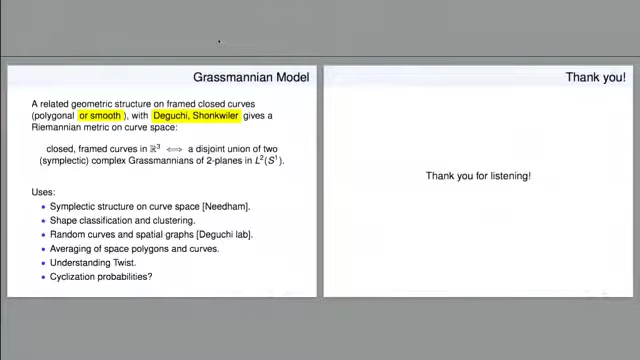 Grassmannian Model
A related geometric structure on framed closed curves
(polygonal or smooth), with Deguchi, Shonkwiler gives a
Riemannian metric on curve space:
closed, framed curves in ℝ³ ⟺ a disjoint union of two
(symplectic) complex Grassmannians of 2-planes in L²(S¹).
Uses:
• Symplectic structure on curve space [Needham].
• Shape classification and clustering.
• Random curves and spatial graphs [Deguchi lab].
• Averaging of space polygons and curves.
• Understanding Twist.
• Cyclization probabilities?
Thank you!
Thank you for listening!